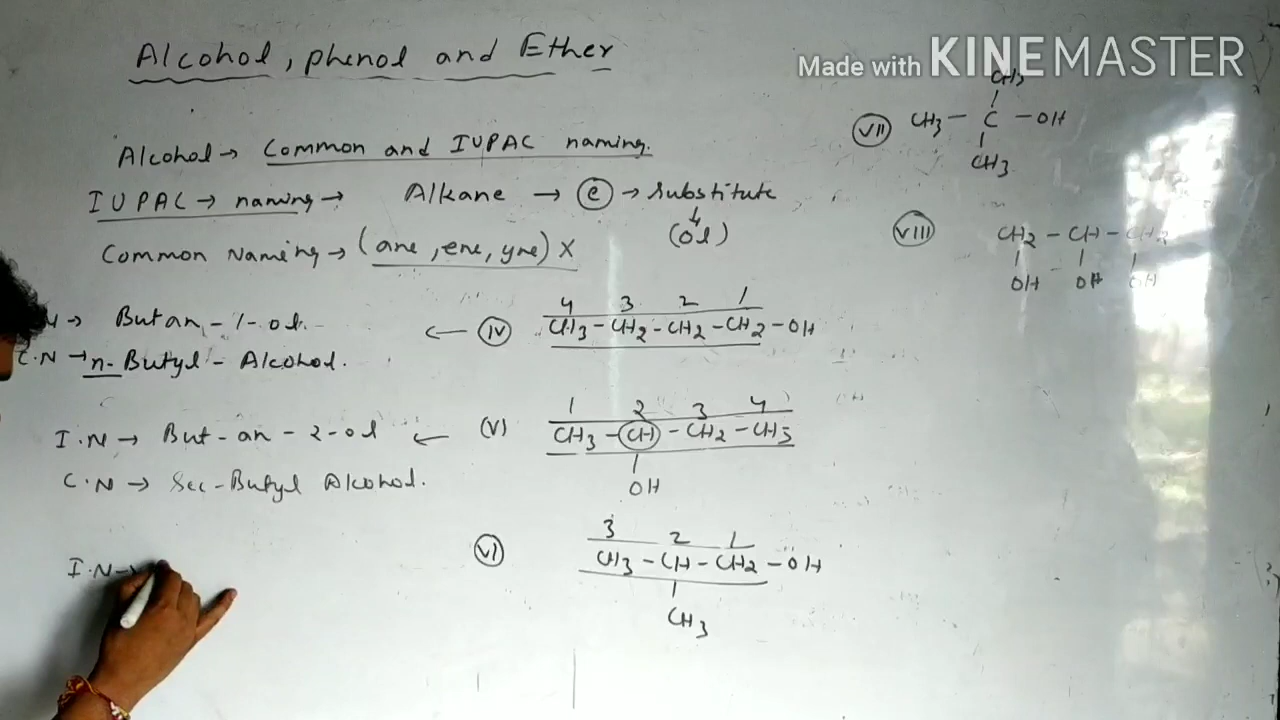 Made with KINEMASTER
Alcohol, phenol and Ether
Alcohol → Common and IUPAC naming.
IUPAC → naming → Alkane → (e) → Substitute
↳
(ol)
Common Naming → (ane, ene, yne) X
→ Butan-1-ol. ← (IV)
4 3 2 1
CH3 - CH2 - CH2 - CH2 - OH
C.N → n-Butyl-Alcohol.
I.N → But-an-2-ol ← (V)
1 2 3 4
CH3 - CH - CH2 - CH3
|
OH
C.N → Sec-Butyl Alcohol.
I.N →
(VI)
3 2 1
CH3 - CH - CH2 - OH
|
CH3
(VII)
CH3
|
CH3 - C - OH
|
CH3
(VIII)
CH2 - CH - CH2
| | |
OH OH OH